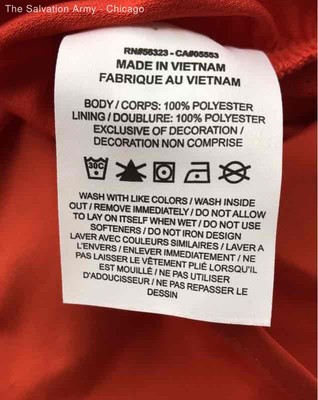 The Salvation Army - Chicago
RN#56323 - CA#05553
MADE IN VIETNAM
FABRIQUE AU VIETNAM
BODY / CORPS: 100% POLYESTER
LINING / DOUBLURE: 100% POLYESTER
EXCLUSIVE OF DECORATION /
DECORATION NON COMPRISE
30C
WASH WITH LIKE COLORS / WASH INSIDE
OUT / REMOVE IMMEDIATELY / DO NOT ALLOW
TO LAY ON ITSELF WHEN WET / DO NOT USE
SOFTENERS / DO NOT IRON DESIGN
LAVER AVEC COULEURS SIMILAIRES / LAVER A
L'ENVERS / ENLEVER IMMEDIATEMENT / NE
PAS LAISSER LE VÊTEMENT PLIÉ LORSQU'IL
EST MOUILLÉ / NE PAS UTILISER
D'ADOUCISSEUR / NE PAS REPASSER LE
DESSIN